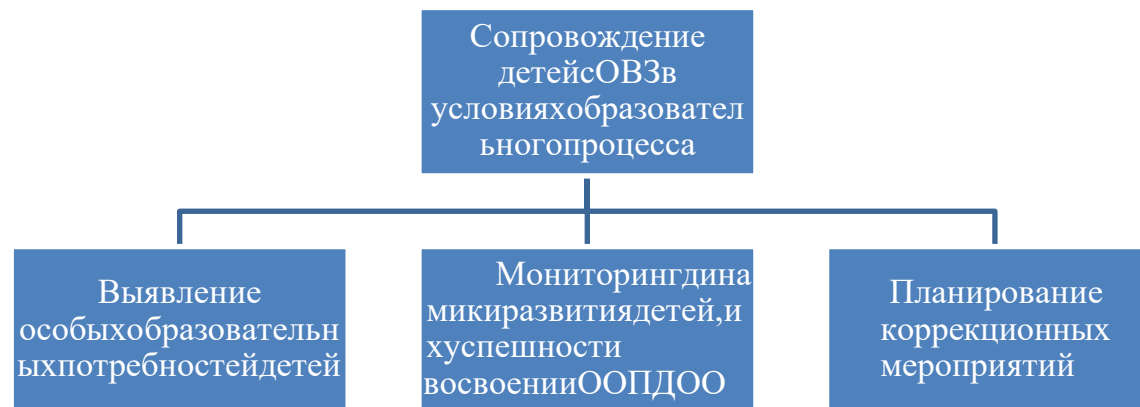 Сопровождение
детейсОВЗв
условияхобразовател
ьногопроцесса
Выявление
особыхобразовательн
ыхпотребностейдетей
Мониторингдина
микиразвитиядетей,и
хуспешности
восвоенииООПДОО
Планирование
коррекционных
мероприятий